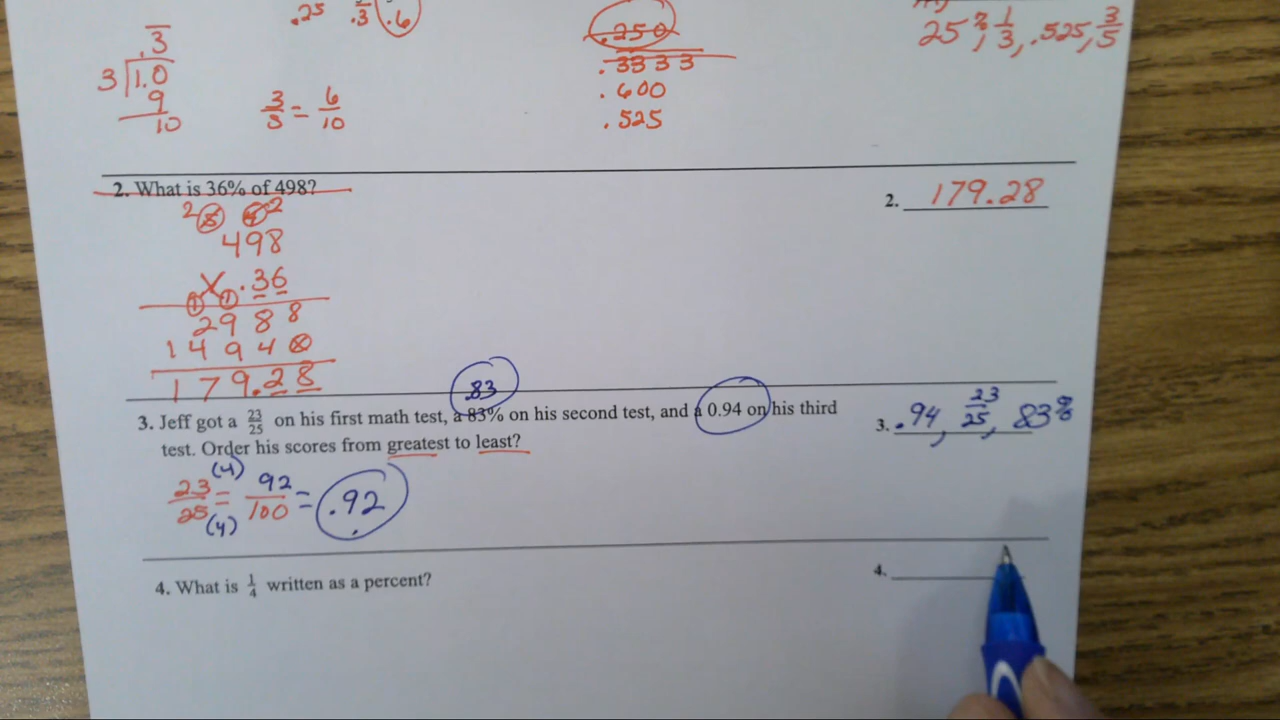 .25 .3 .6
.3
3 1.0
9
10
3/5 = 6/10
.250
.3333
.600
.525
25%, 1/3, .525, 3/5
2. What is 36% of 498?
2. 179.28
498
X .36
2988
1494
179.28
.83
3. Jeff got a 23/25 on his first math test, a 83% on his second test, and a 0.94 on his third
test. Order his scores from greatest to least?
3. .94, 23/25, 83%
23/25 (4) (4) = 92/100 = .92
4. What is 1/4 written as a percent?
4.